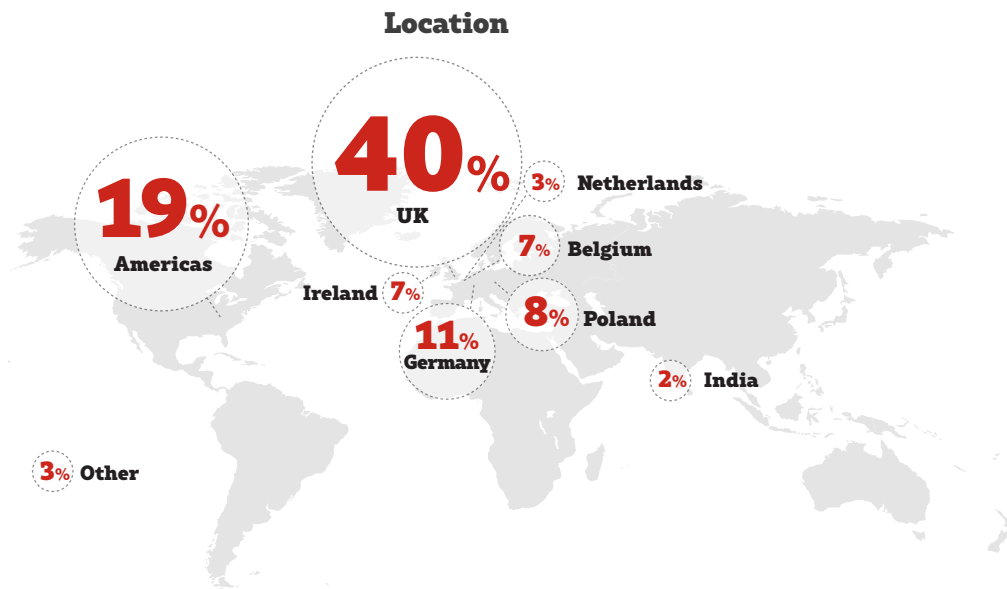 Location
40%
UK
19%
Americas
3% Netherlands
7% Belgium
Ireland 7%
8% Poland
11%
Germany
2% India
3% Other